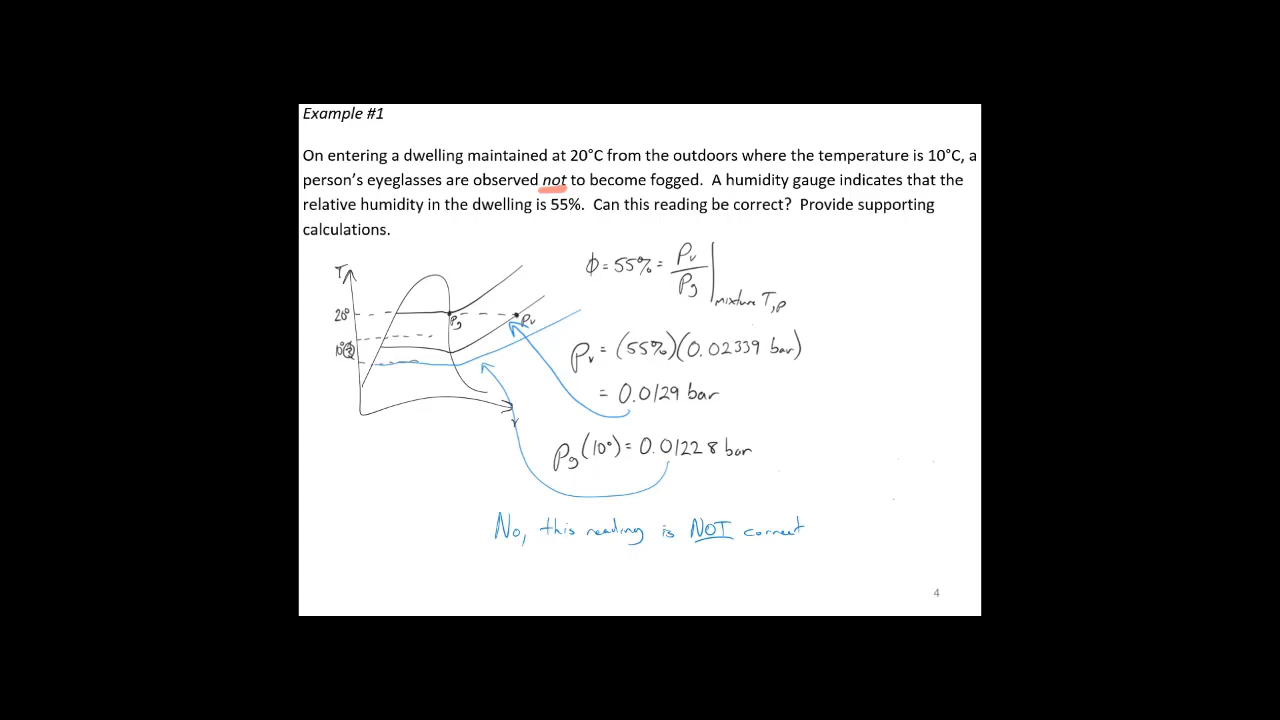 Example #1
On entering a dwelling maintained at 20°C from the outdoors where the temperature is 10°C, a
person's eyeglasses are observed not to become fogged.  A humidity gauge indicates that the
relative humidity in the dwelling is 55%.  Can this reading be correct?  Provide supporting
calculations.
T
20°
10°
Pg
Pv
v
ϕ = 55% = Pv / Pg | mixture T, p
Pv = (55%)(0.02339 bar)
= 0.0129 bar
Pg (10°) = 0.01228 bar
No, this reading is NOT correct
4